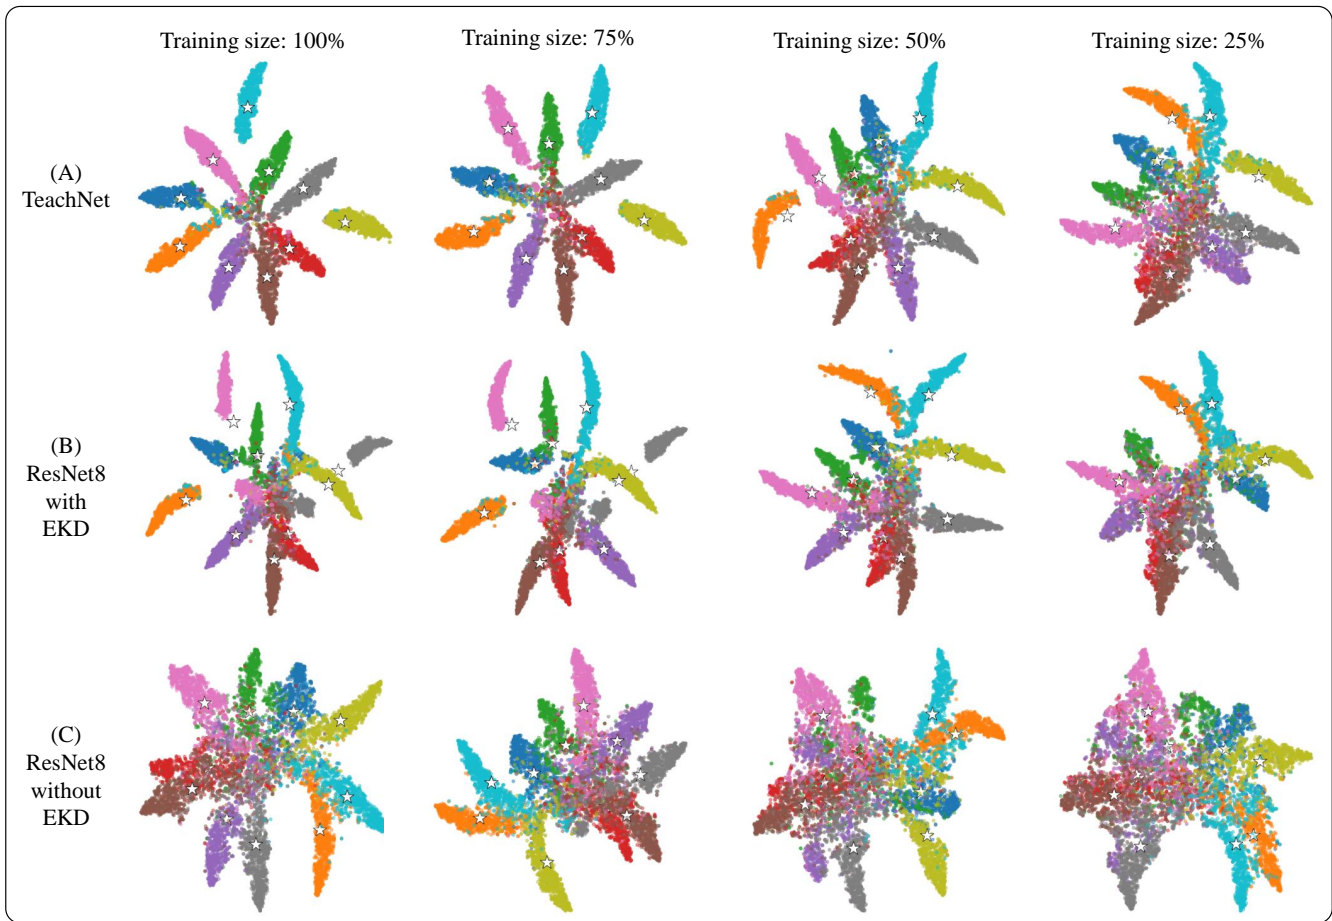 Training size: 100%
Training size: 75%
Training size: 50%
Training size: 25%
(A)
TeachNet
(B)
ResNet8
with
EKD
(C)
ResNet8
without
EKD